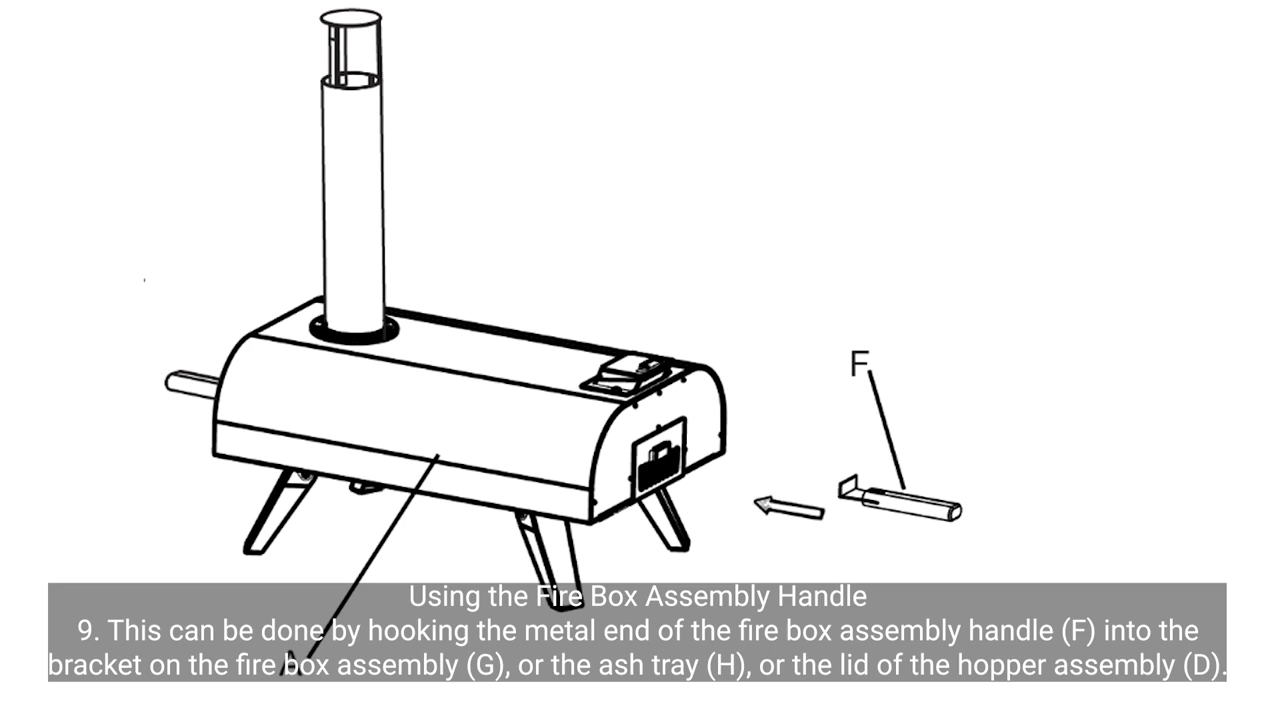 F
Using the Fire Box Assembly Handle
9. This can be done by hooking the metal end of the fire box assembly handle (F) into the
bracket on the fire box assembly (G), or the ash tray (H), or the lid of the hopper assembly (D).
A